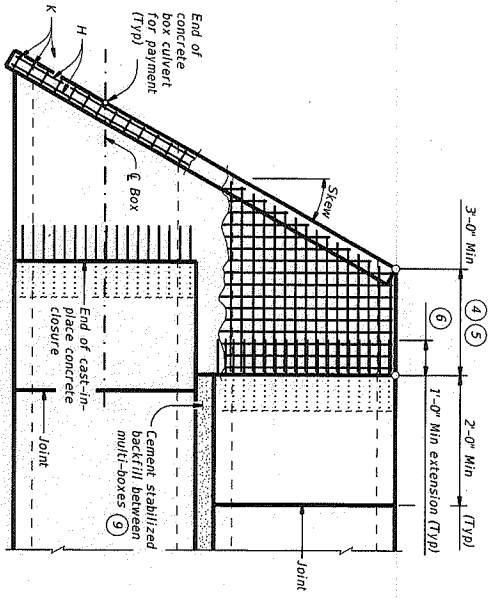 K
H
End of
concrete
box culvert
for payment
(Typ)
℄ Box
Skew
3'-0" Min
4 5
6
1'-0" Min extension (Typ)
2'-0" Min
(Typ)
End of cast-in-
place concrete
closure
Joint
Cement stabilized
backfill between
multi-boxes 9
Joint